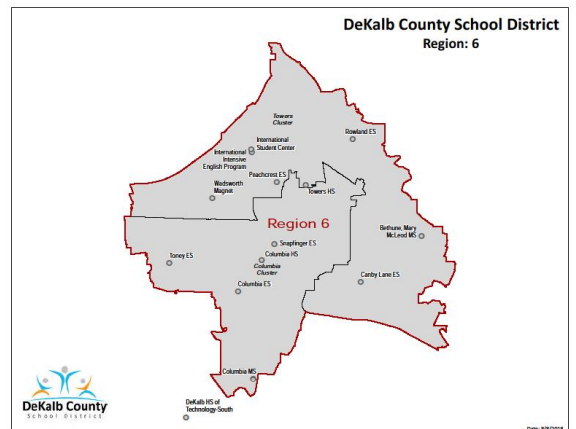 DeKalb County School District
Region: 6
Towers
Cluster
Rowland ES
International
Student Center
International
Intensive
English Program
Peachcrest ES
Towers HS
Wadsworth
Magnet
Region 6
Bethune, Mary
McLeod MS
Snapfinger ES
Columbia HS
Columbia
Cluster
Toney ES
Canby Lane ES
Columbia ES
Columbia MS
DeKalb HS of
Technology-South
DeKalb County
School District